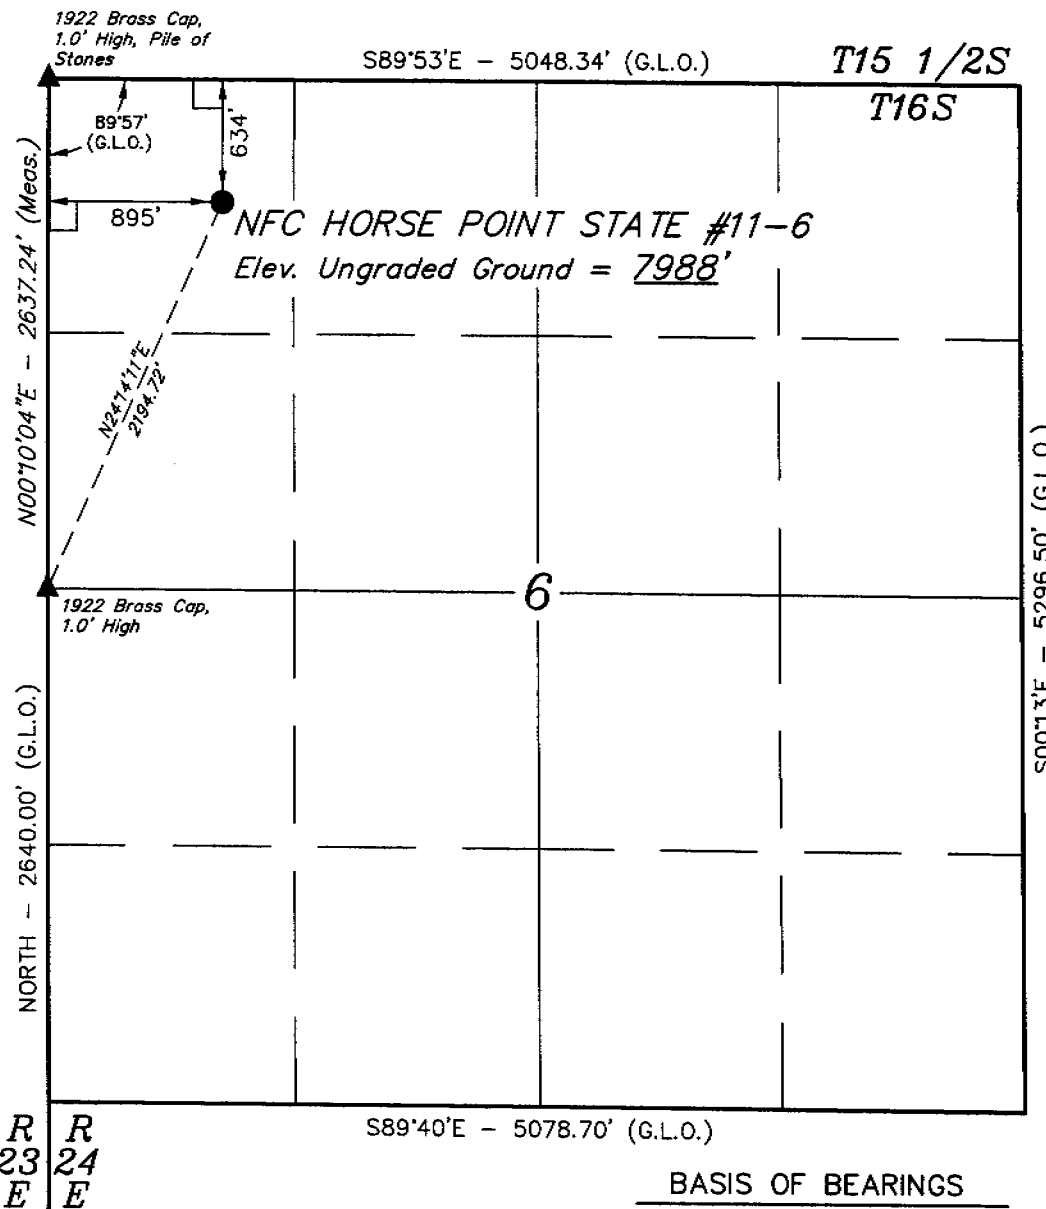 1922 Brass Cap,
1.0' High, Pile of
Stones
S89°53'E – 5048.34' (G.L.O.)
T15 1/2S
T16S
89°57'
(G.L.O.)
634'
895'
NFC HORSE POINT STATE #11-6
Elev. Ungraded Ground = 7988'
N00°10'04"E – 2637.24' (Meas.)
N24°14'11"E
2194.72'
1922 Brass Cap,
1.0' High
6
S00°13'E – 5296.50' (G.L.O.)
NORTH – 2640.00' (G.L.O.)
S89°40'E – 5078.70' (G.L.O.)
R R
23 24
E E
BASIS OF BEARINGS